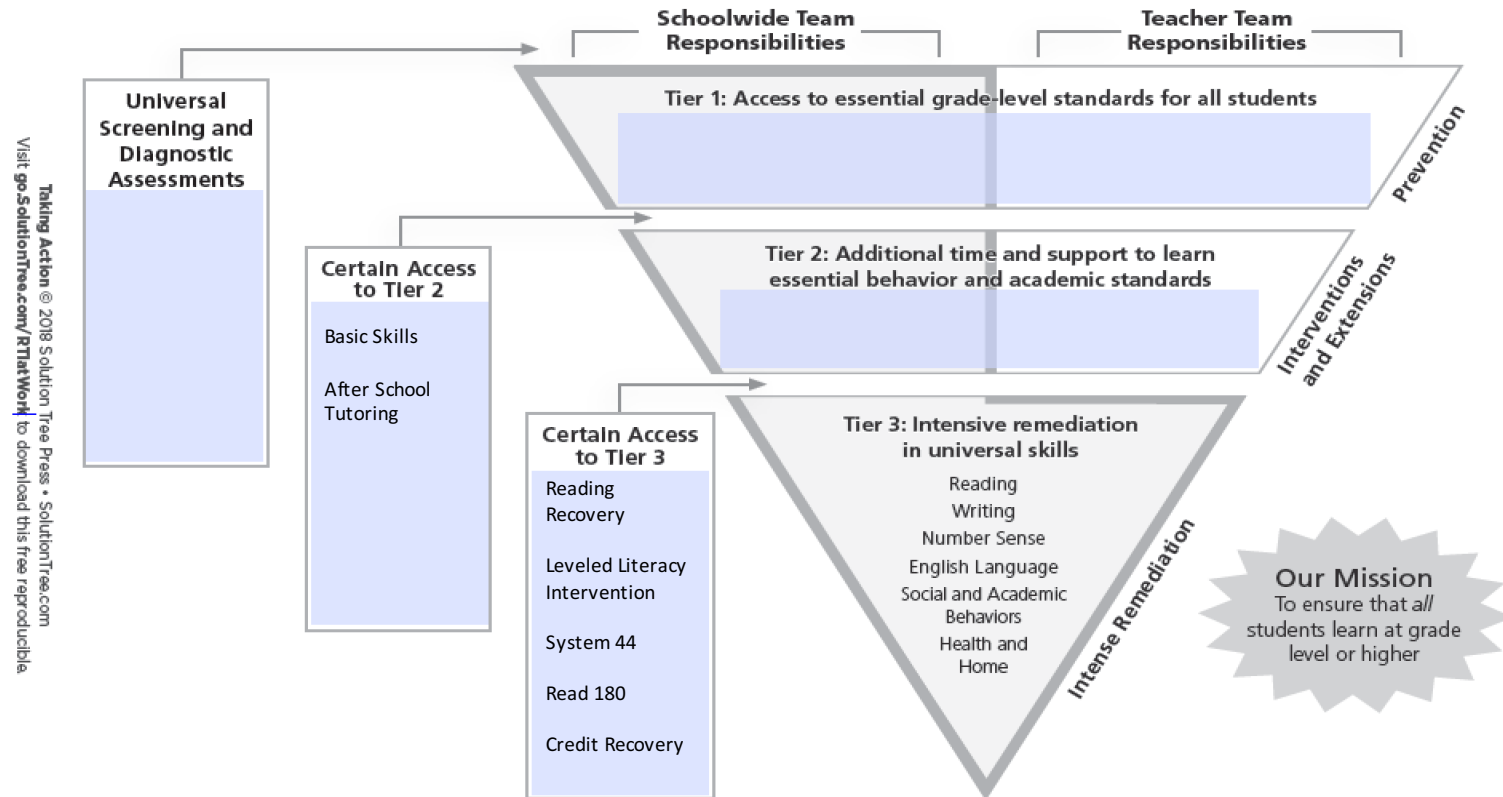 Schoolwide Team
Responsibilities
Teacher Team
Responsibilities
Universal
Screening and
Diagnostic
Assessments
Tier 1: Access to essential grade-level standards for all students
Prevention
Certain Access
to Tier 2
Basic Skills
After School
Tutoring
Tier 2: Additional time and support to learn
essential behavior and academic standards
Interventions
and Extensions
Certain Access
to Tier 3
Reading
Recovery
Leveled Literacy
Intervention
System 44
Read 180
Credit Recovery
Tier 3: Intensive remediation
in universal skills
Reading
Writing
Number Sense
English Language
Social and Academic
Behaviors
Health and
Home
Intense Remediation
Our Mission
To ensure that all
students learn at grade
level or higher
Taking Action © 2018 Solution Tree Press • SolutionTree.com
Visit go.SolutionTree.com/RTIatWork to download this free reproducible.